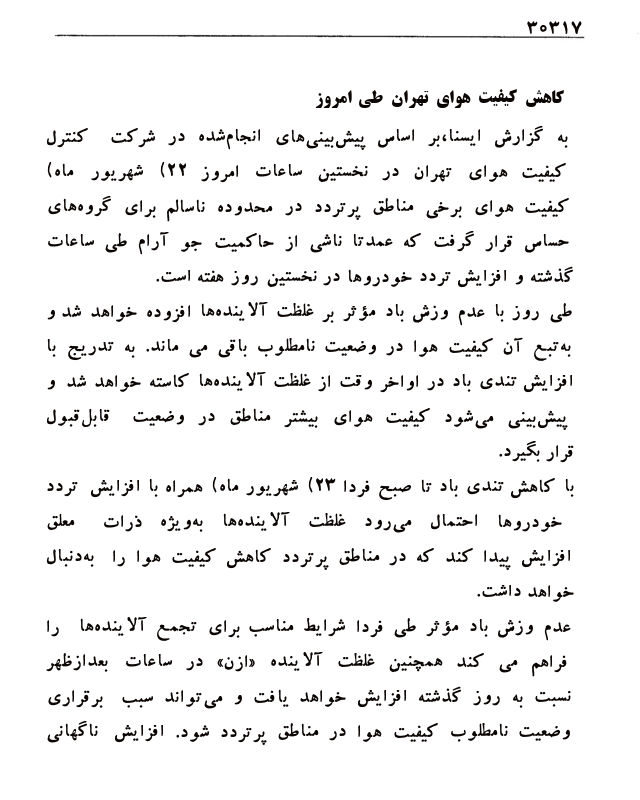 ۳۰۳۱۷
کاهش کیفیت هوای تهران طی امروز
به گزارش ایسنا،بر اساس پیش‌بینی‌های انجام‌شده در شرکت کنترل
کیفیت هوای تهران در نخستین ساعات امروز ۲۲) شهریور ماه)
کیفیت هوای برخی مناطق پرتردد در محدوده ناسالم برای گروه‌های
حساس قرار گرفت که عمدتا ناشی از حاکمیت جو آرام طی ساعات
گذشته و افزایش تردد خودروها در نخستین روز هفته است.
طی روز با عدم وزش باد مؤثر بر غلظت آلاینده‌ها افزوده خواهد شد و
به‌تبع آن کیفیت هوا در وضعیت نامطلوب باقی می ماند. به تدریج با
افزایش تندی باد در اواخر وقت از غلظت آلاینده‌ها کاسته خواهد شد و
پیش‌بینی می‌شود کیفیت هوای بیشتر مناطق در وضعیت قابل‌قبول
قرار بگیرد.
با کاهش تندی باد تا صبح فردا ۲۳) شهریور ماه) همراه با افزایش تردد
خودروها احتمال می‌رود غلظت آلاینده‌ها به‌ویژه ذرات معلق
افزایش پیدا کند که در مناطق پرتردد کاهش کیفیت هوا را به‌دنبال
خواهد داشت.
عدم وزش باد مؤثر طی فردا شرایط مناسب برای تجمع آلاینده‌ها را
فراهم می کند همچنین غلظت آلاینده «ازن» در ساعات بعدازظهر
نسبت به روز گذشته افزایش خواهد یافت و می‌تواند سبب برقراری
وضعیت نامطلوب کیفیت هوا در مناطق پرتردد شود. افزایش ناگهانی